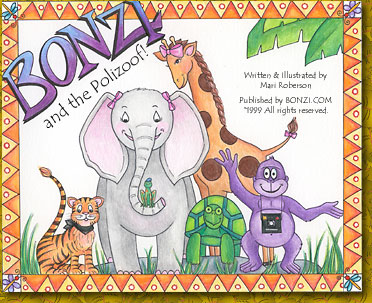 BONZI
and the Polizoof!
Written & Illustrated by
Mari Roberson
Published by BONZI.COM
©1999 All rights reserved.